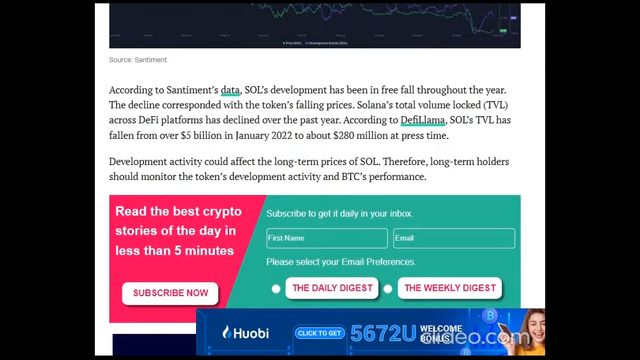 Source: Santiment
According to Santiment's data, SOL's development has been in free fall throughout the year.
The decline corresponded with the token's falling prices. Solana's total volume locked (TVL)
across DeFi platforms has declined over the past year. According to DefiLlama, SOL's TVL has
fallen from over $5 billion in January 2022 to about $280 million at press time.
Development activity could affect the long-term prices of SOL. Therefore, long-term holders
should monitor the token's development activity and BTC's performance.
Read the best crypto
stories of the day in
less than 5 minutes
SUBSCRIBE NOW
Subscribe to get it daily in your inbox.
First Name
Email
Please select your Email Preferences.
THE DAILY DIGEST
THE WEEKLY DIGEST
Huobi
CLICK TO GET
5672U
WELCOME
BONUS
clideo.com